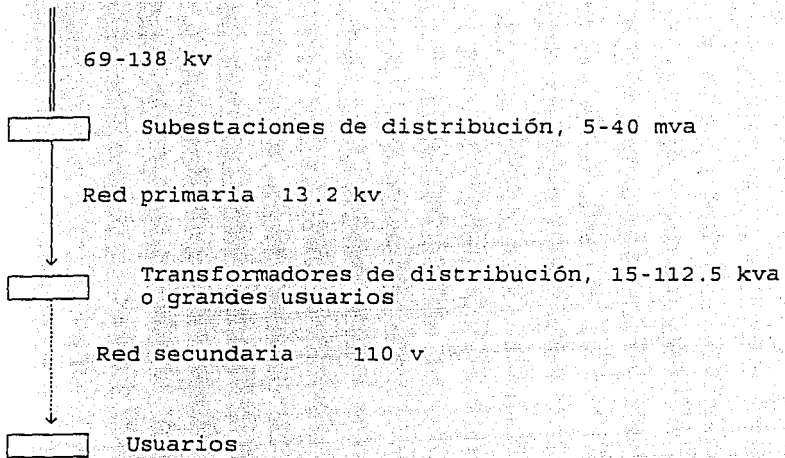 69-138 kv
Subestaciones de distribución, 5-40 mva
Red primaria 13.2 kv
Transformadores de distribución, 15-112.5 kva
o grandes usuarios
Red secundaria 110 v
Usuarios